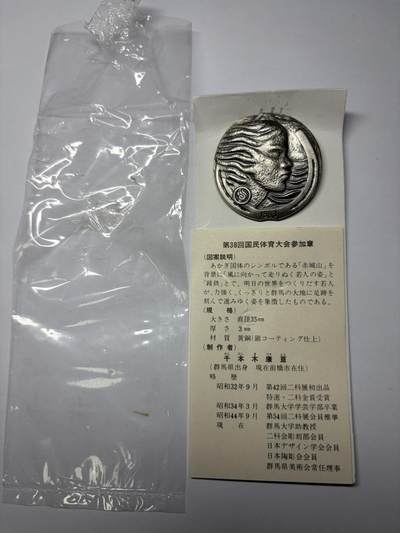 第38回国民体育大会参加章
(図案説明)
あかぎ国体のシンボルである「赤城山」を
背景に「風に向かって走りぬく若人の姿」と
「蹄鉄」とで、明日の世界をつくりだす若人
が、力強く、くっきりと群馬の大地に足跡を
刻んで進みゆく姿を象徴したものである。
(規 格)
大きさ 直径35㎜
厚さ 3㎜
材質 黄銅(銀コーティング仕上)
(制作者)
千本木康亘
(群馬県出身 現在前橋市在住)
略歴
昭和32年9月 第42回二科展初出品
特選・二科金賞受賞
昭和34年3月 群馬大学学芸学部卒業
昭和44年9月 第54回二科展会員推挙
現在 群馬大学助教授
二科会彫刻部会員
日本デザイン学会会員
日本陶彫会会員
群馬県美術会常任理事